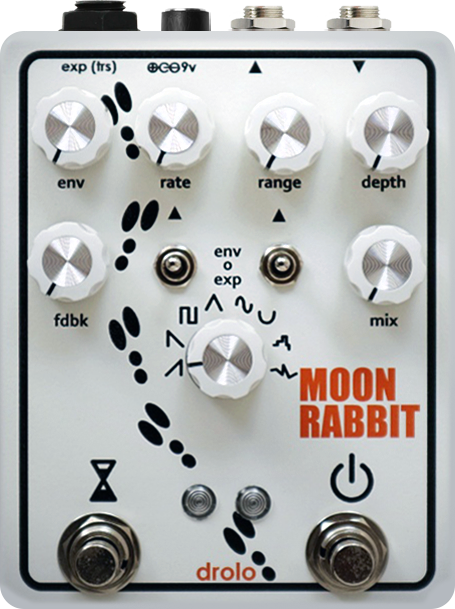 exp (trs)
9v
env rate range depth
env
o
exp
fdbk mix
MOON
RABBIT
drolo